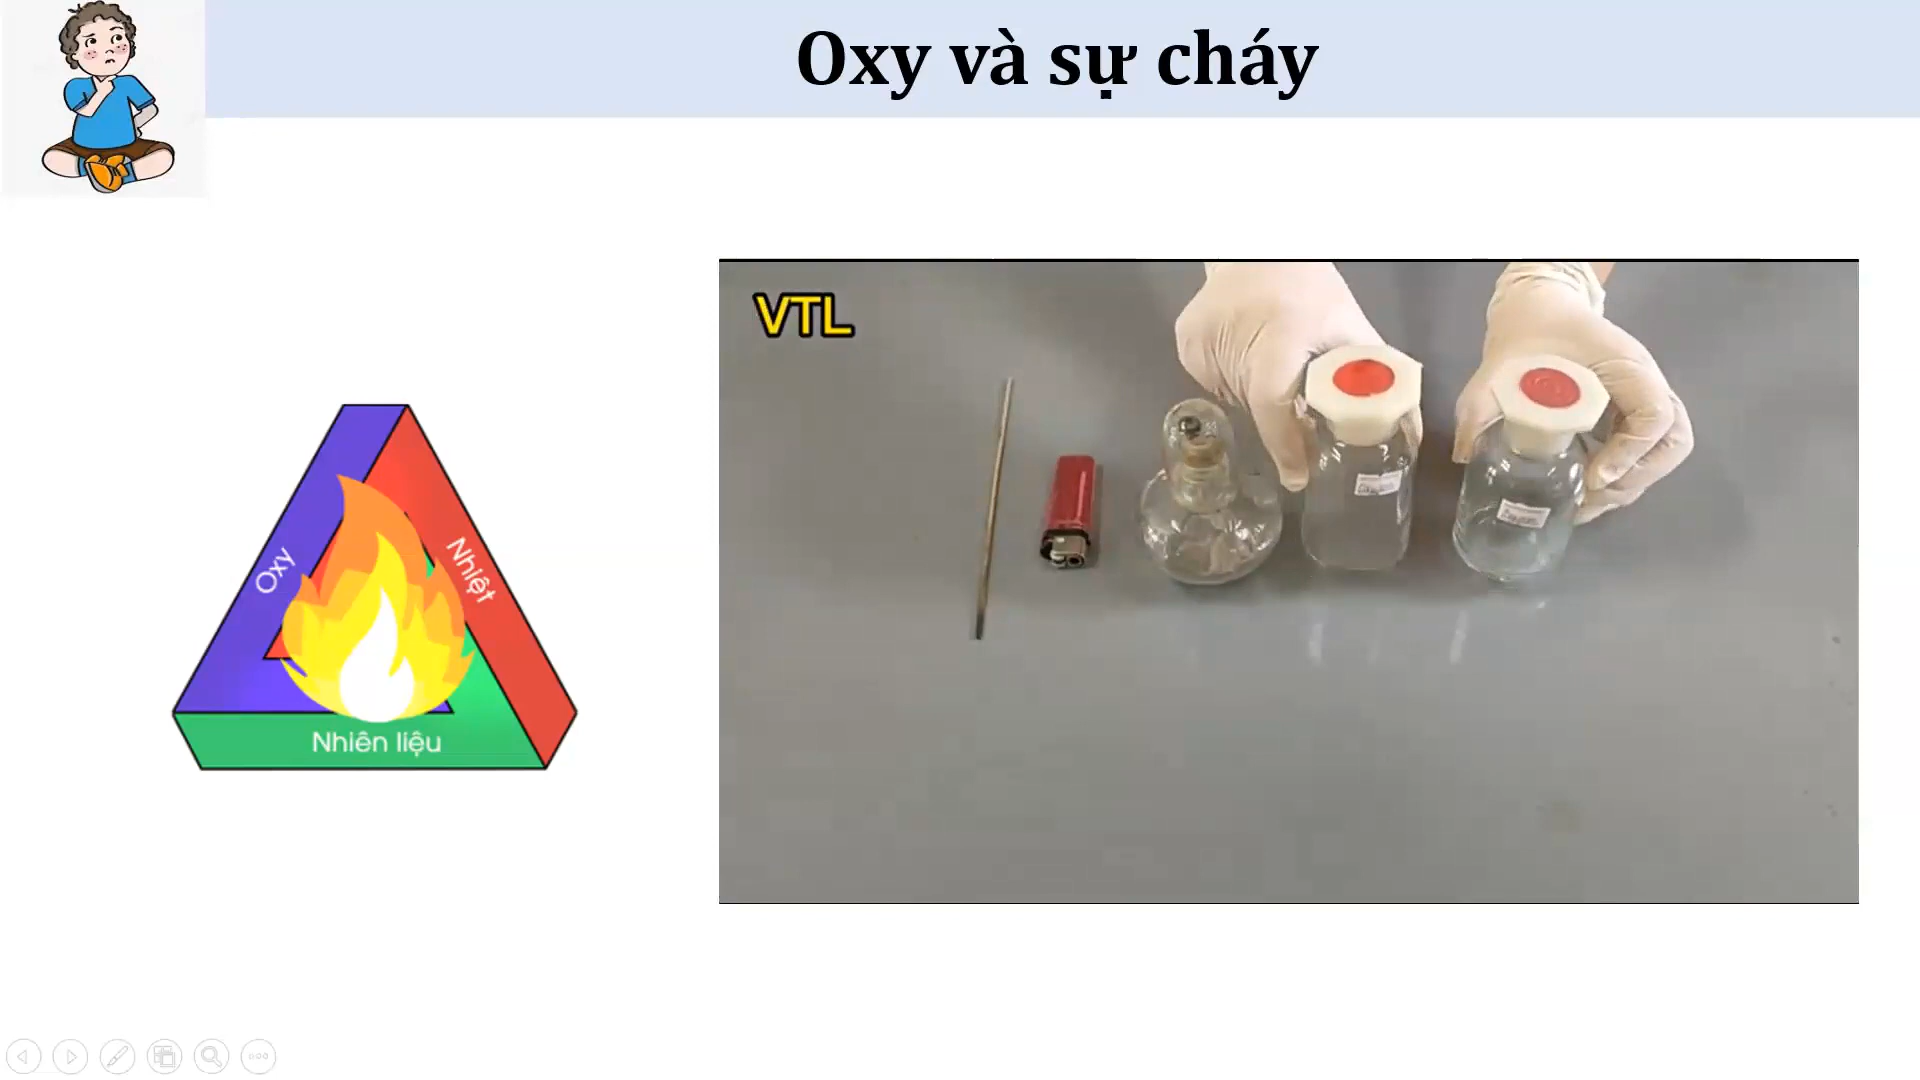 Oxy và sự cháy
VTL
Oxy
Nhiệt
Nhiên liệu